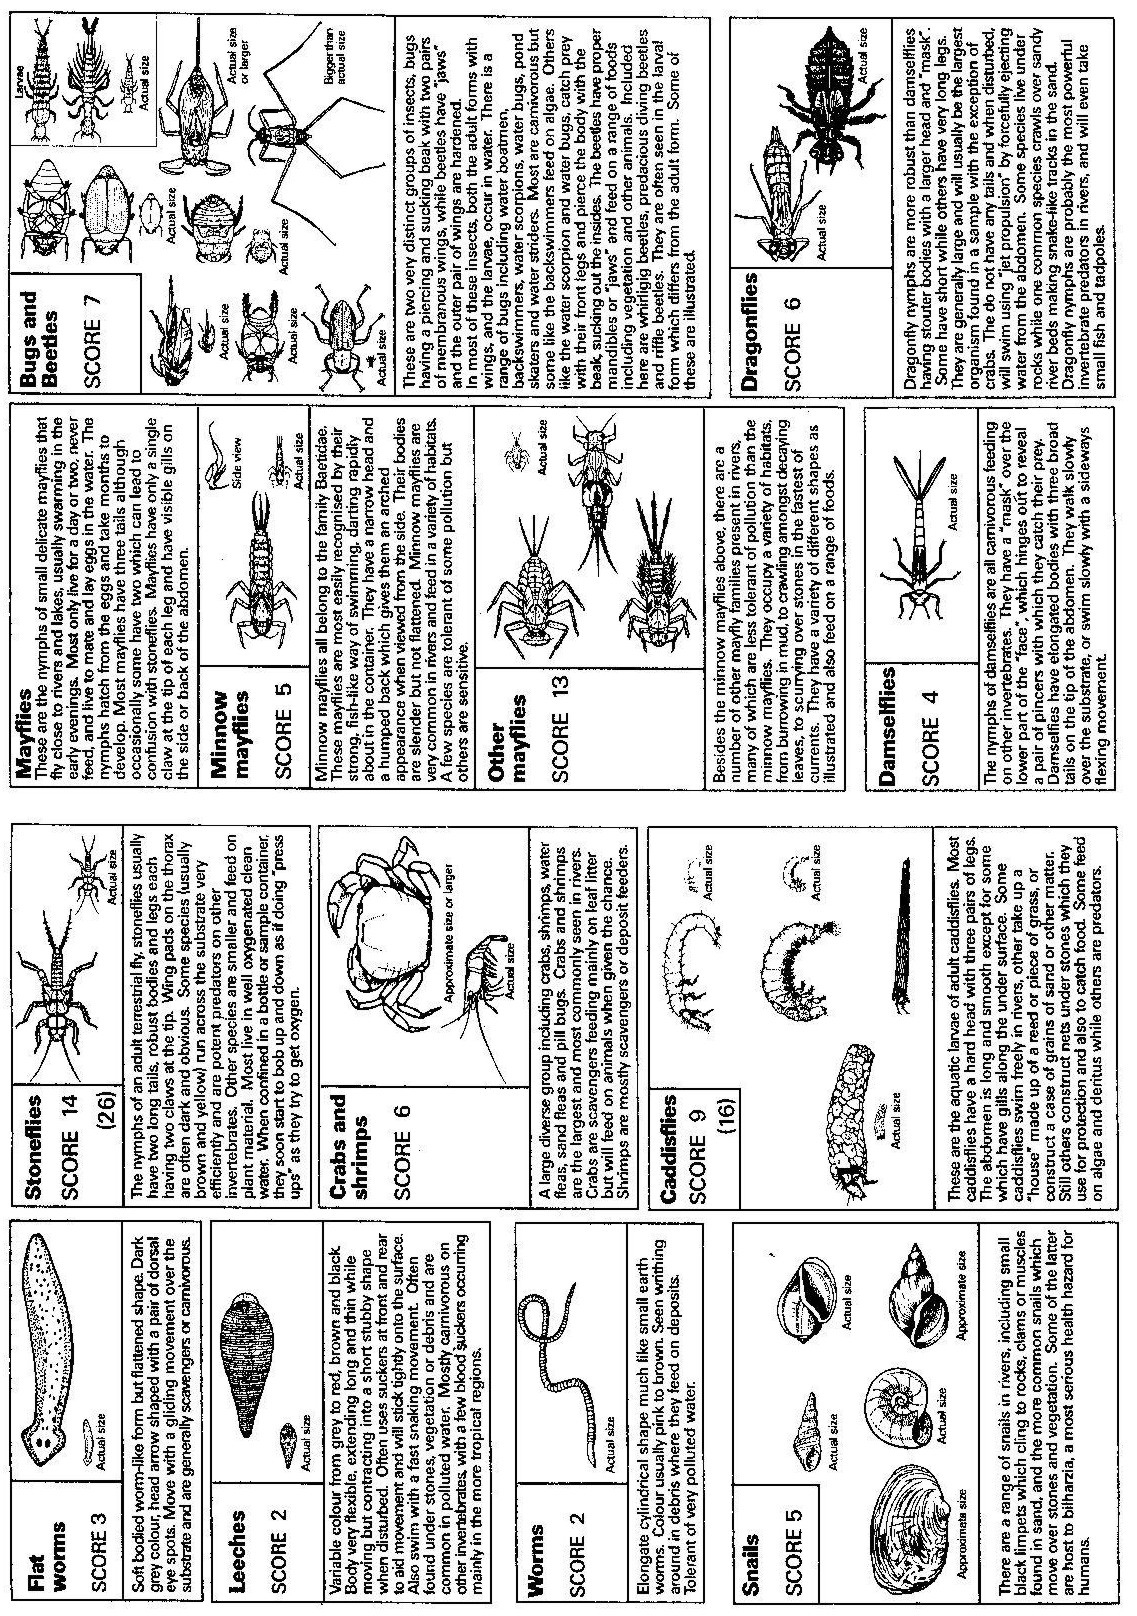 Flat
worms
SCORE 3
Actual size
Soft bodied worm-like form but flattened shape. Dark
grey colour, head arrow shaped with a pair of dorsal
eye spots. Move with a gliding movement over the
substrate and are generally scavengers or carnivorous.
Leeches
SCORE 2
Actual size
Variable colour from grey to red, brown and black.
Body very flexible, extending long and thin while
moving but contracting into a short stubby shape
when disturbed. Often uses suckers at front and rear
to aid movement and will stick tightly onto the surface.
Also swim with a fast snaking movement. Often
found under stones, vegetation or debris and are
common in polluted water. Mostly carnivorous on
other invertebrates, with a few blood suckers occurring
mainly in the more tropical regions.
Worms
SCORE 2
Actual size
Elongate cylindrical shape much like small earth
worms. Colour usually pink to brown. Seen writhing
around in debris where they feed on deposits.
Tolerant of very polluted water.
Snails
SCORE 5
Actual size
Actual size
Approximate size
Actual size
Approximate size
There are a range of snails in rivers, including small
black limpets which cling to rocks, clams or muscles
found in sand, and the more common snails which
move over stones and vegetation. Some of the latter
are host to bilharzia, a most serious health hazard for
humans.
Stoneflies
SCORE 14
(26)
Actual size
The nymphs of an adult terrestrial fly, stoneflies usually
have two long tails, robust bodies and legs each
having two claws at the tip. Wing pads on the thorax
are often dark and obvious. Some species (usually
brown and yellow) run across the substrate very
efficiently and are potent predators on other
invertebrates. Other species are smaller and feed on
plant material. Most live in well oxygenated clean
water. When confined in a bottle or sample container,
they soon start to bob up and down as if doing "press
ups" as they try to get oxygen.
Crabs and
shrimps
SCORE 6
Approximate size or larger
Actual size
A large diverse group including crabs, shrimps, water
fleas, sand fleas and pill bugs. Crabs and shrimps
are the largest and most commonly seen in rivers.
Crabs are scavengers feeding mainly on leaf litter
but will feed on animals when given the chance.
Shrimps are mostly scavengers or deposit feeders.
Caddisflies
SCORE 9
(16)
Actual size
Actual size
Actual size
These are the aquatic larvae of adult caddisflies. Most
caddisflies have a hard head with three pairs of legs.
The abdomen is long and smooth except for some
which have gills along the under surface. Some
caddisflies swim freely in rivers, other take up a
"house" made up of a reed or piece of grass, or
construct a case of grains of sand or other matter.
Still others construct nets under stones which they
use for protection and also to catch food. Some feed
on algae and deritus while others are predators.
Mayflies
These are the nymphs of small delicate mayflies that
fly close to rivers and lakes, usually swarming in the
early evenings. Most only live for a day or two, never
feed, and live to mate and lay eggs in the water. The
nymphs hatch from the eggs and take months to
develop. Most mayflies have three tails although
occasionally some have two which can lead to
confusion with stoneflies. Mayflies have only a single
claw at the tip of each leg and have visible gills on
the side or back of the abdomen.
Minnow
mayflies
SCORE 5
Side view
Actual size
Minnow mayflies all belong to the family Baetidae.
These mayflies are most easily recognised by their
strong, fish-like way of swimming, darting rapidly
about in the container. They have a narrow head and
a humped back which gives them an arched
appearance when viewed from the side. Their bodies
are slender but not flattened. Minnow mayflies are
very common in rivers and feed in a variety of habitats.
A few species are tolerant of some pollution but
others are sensitive.
Other
mayflies
SCORE 13
Actual size
Besides the minnow mayflies above, there are a
number of other mayfly families present in rivers,
many of which are less tolerant of pollution than the
minnow mayflies. They occupy a variety of habitats,
from burrowing in mud, to crawling amongst decaying
leaves, to scurrying over stones in the fastest of
currents. They have a variety of different shapes as
illustrated and also feed on a range of foods.
Damselflies
SCORE 4
Actual size
The nymphs of damselflies are all carnivorous feeding
on other invertebrates. They have a "mask" over the
lower part of the "face", which hinges out to reveal
a pair of pincers with which they catch their prey.
Damselflies have elongated bodies with three broad
tails on the tip of the abdomen. They walk slowly
over the substrate, or swim slowly with a sideways
flexing movement.
Bugs and
Beetles
SCORE 7
Larvae
Actual size
Actual size
Actual size
or larger
Actual size
Actual size
Actual size
Actual size
Bigger than
actual size
These are two very distinct groups of insects, bugs
having a piercing and sucking beak with two pairs
of membranous wings, while beetles have "jaws"
and the outer pair of wings are hardened.
In most of these insects, both the adult forms with
wings, and the larvae, occur in water. There is a
range of bugs including water boatmen,
backswimmers, water scorpions, water bugs, pond
skaters and water striders. Most are carnivorous but
some like the backswimmers feed on algae. Others
like the water scorpion and water bugs, catch prey
with their front legs and pierce the body with the
beak, sucking out the insides. The beetles have proper
mandibles or "jaws" and feed on a range of foods
including vegetation and other animals. Included
here are whirligig beetles, predacious diving beetles
and riffle beetles. They are often seen in the larval
form which differs from the adult form. Some of
these are illustrated.
Dragonflies
SCORE 6
Actual size
Actual size
Dragonfly nymphs are more robust than damselflies
having stouter bodies with a larger head and "mask".
Some have short while others have very long legs.
They are generally large and will usually be the largest
organism found in a sample with the exception of
crabs. The do not have any tails and when disturbed,
will swim using "jet propulsion" by forcefully ejecting
water from the abdomen. Some species live under
rocks while one common species crawls over sandy
river beds making snake-like tracks in the sand.
Dragonfly nymphs are probably the most powerful
invertebrate predators in rivers, and will even take
small fish and tadpoles.